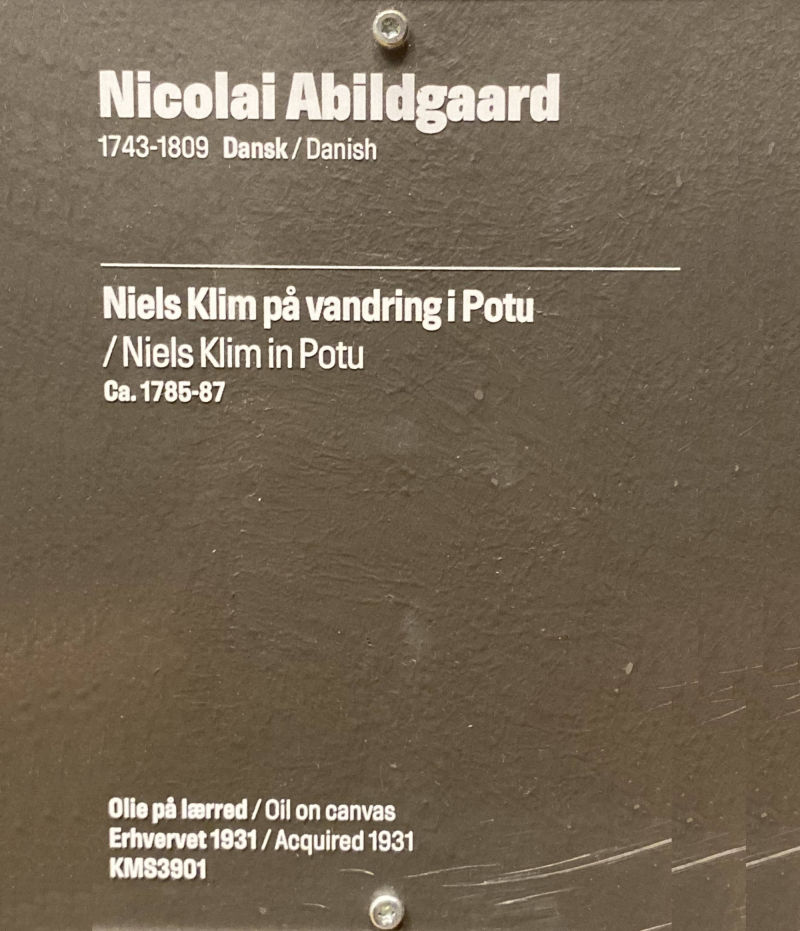 Nicolai Abildgaard
1743-1809 Dansk / Danish
Niels Klim på vandring i Potu
/ Niels Klim in Potu
Ca. 1785-87
Olie på lærred / Oil on canvas
Erhvervet 1931 / Acquired 1931
KMS3901